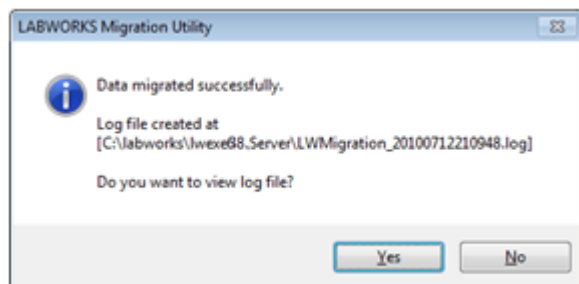 LABWORKS Migration Utility
Data migrated successfully.
Log file created at
[C:\labworks\lwexe68.Server\LWMigration_20100712210948.log]
Do you want to view log file?
Yes
No